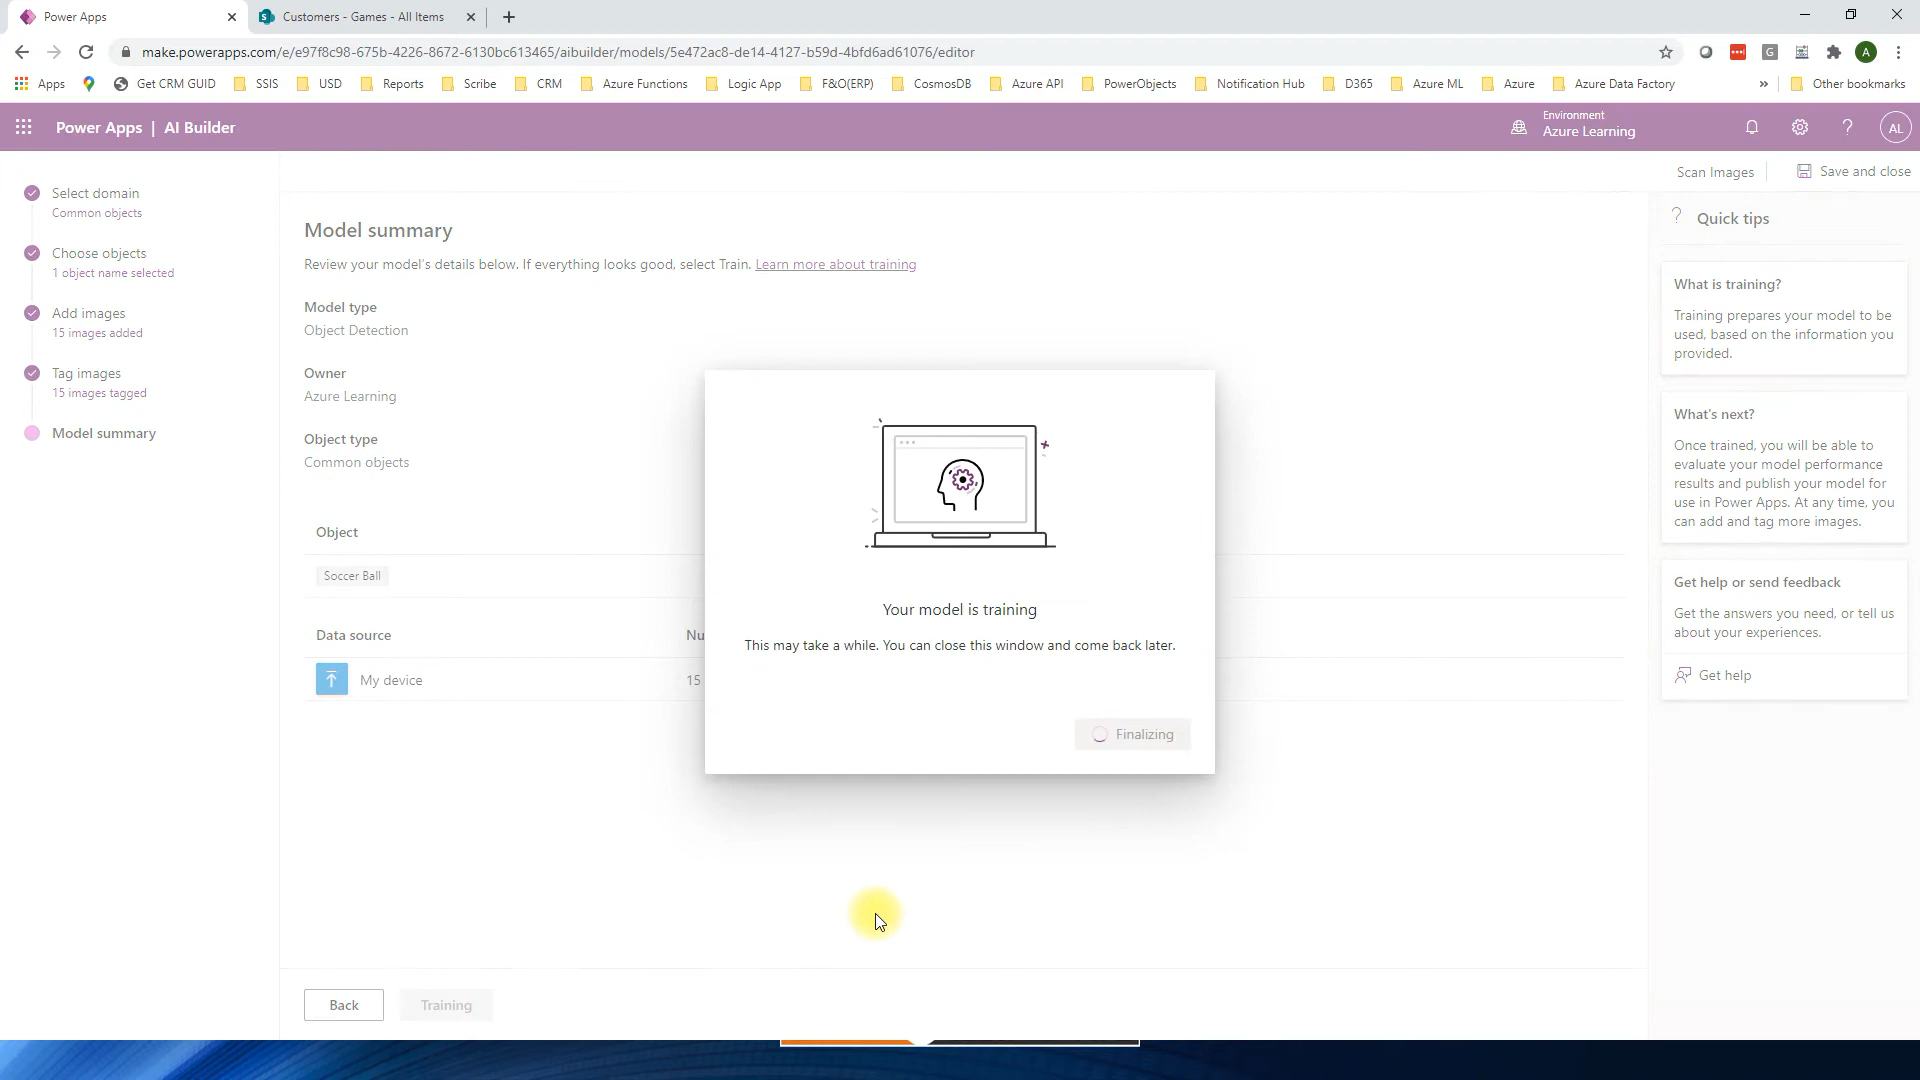 Power Apps
Customers - Games - All Items
make.powerapps.com/e/e97f8c98-675b-4226-8672-6130bc613465/aibuilder/models/5e472ac8-de14-4127-b59d-4bfd6ad61076/editor
A
Apps
Get CRM GUID
SSIS
USD
Reports
Scribe
CRM
Azure Functions
Logic App
F&O(ERP)
CosmosDB
Azure API
PowerObjects
Notification Hub
D365
Azure ML
Azure
Azure Data Factory
»
Other bookmarks
Power Apps | AI Builder
Environment
Azure Learning
AL
Scan Images
Save and close
Select domain
Common objects
Choose objects
1 object name selected
Add images
15 images added
Tag images
15 images tagged
Model summary
Model summary
Review your model's details below. If everything looks good, select Train. Learn more about training
Model type
Object Detection
Owner
Azure Learning
Object type
Common objects
Object
Soccer Ball
Data source
Nu
My device
15
Your model is training
This may take a while. You can close this window and come back later.
Finalizing
Back
Training
Quick tips
What is training?
Training prepares your model to be
used, based on the information you
provided.
What's next?
Once trained, you will be able to
evaluate your model performance
results and publish your model for
use in Power Apps. At any time, you
can add and tag more images.
Get help or send feedback
Get the answers you need, or tell us
about your experiences.
Get help